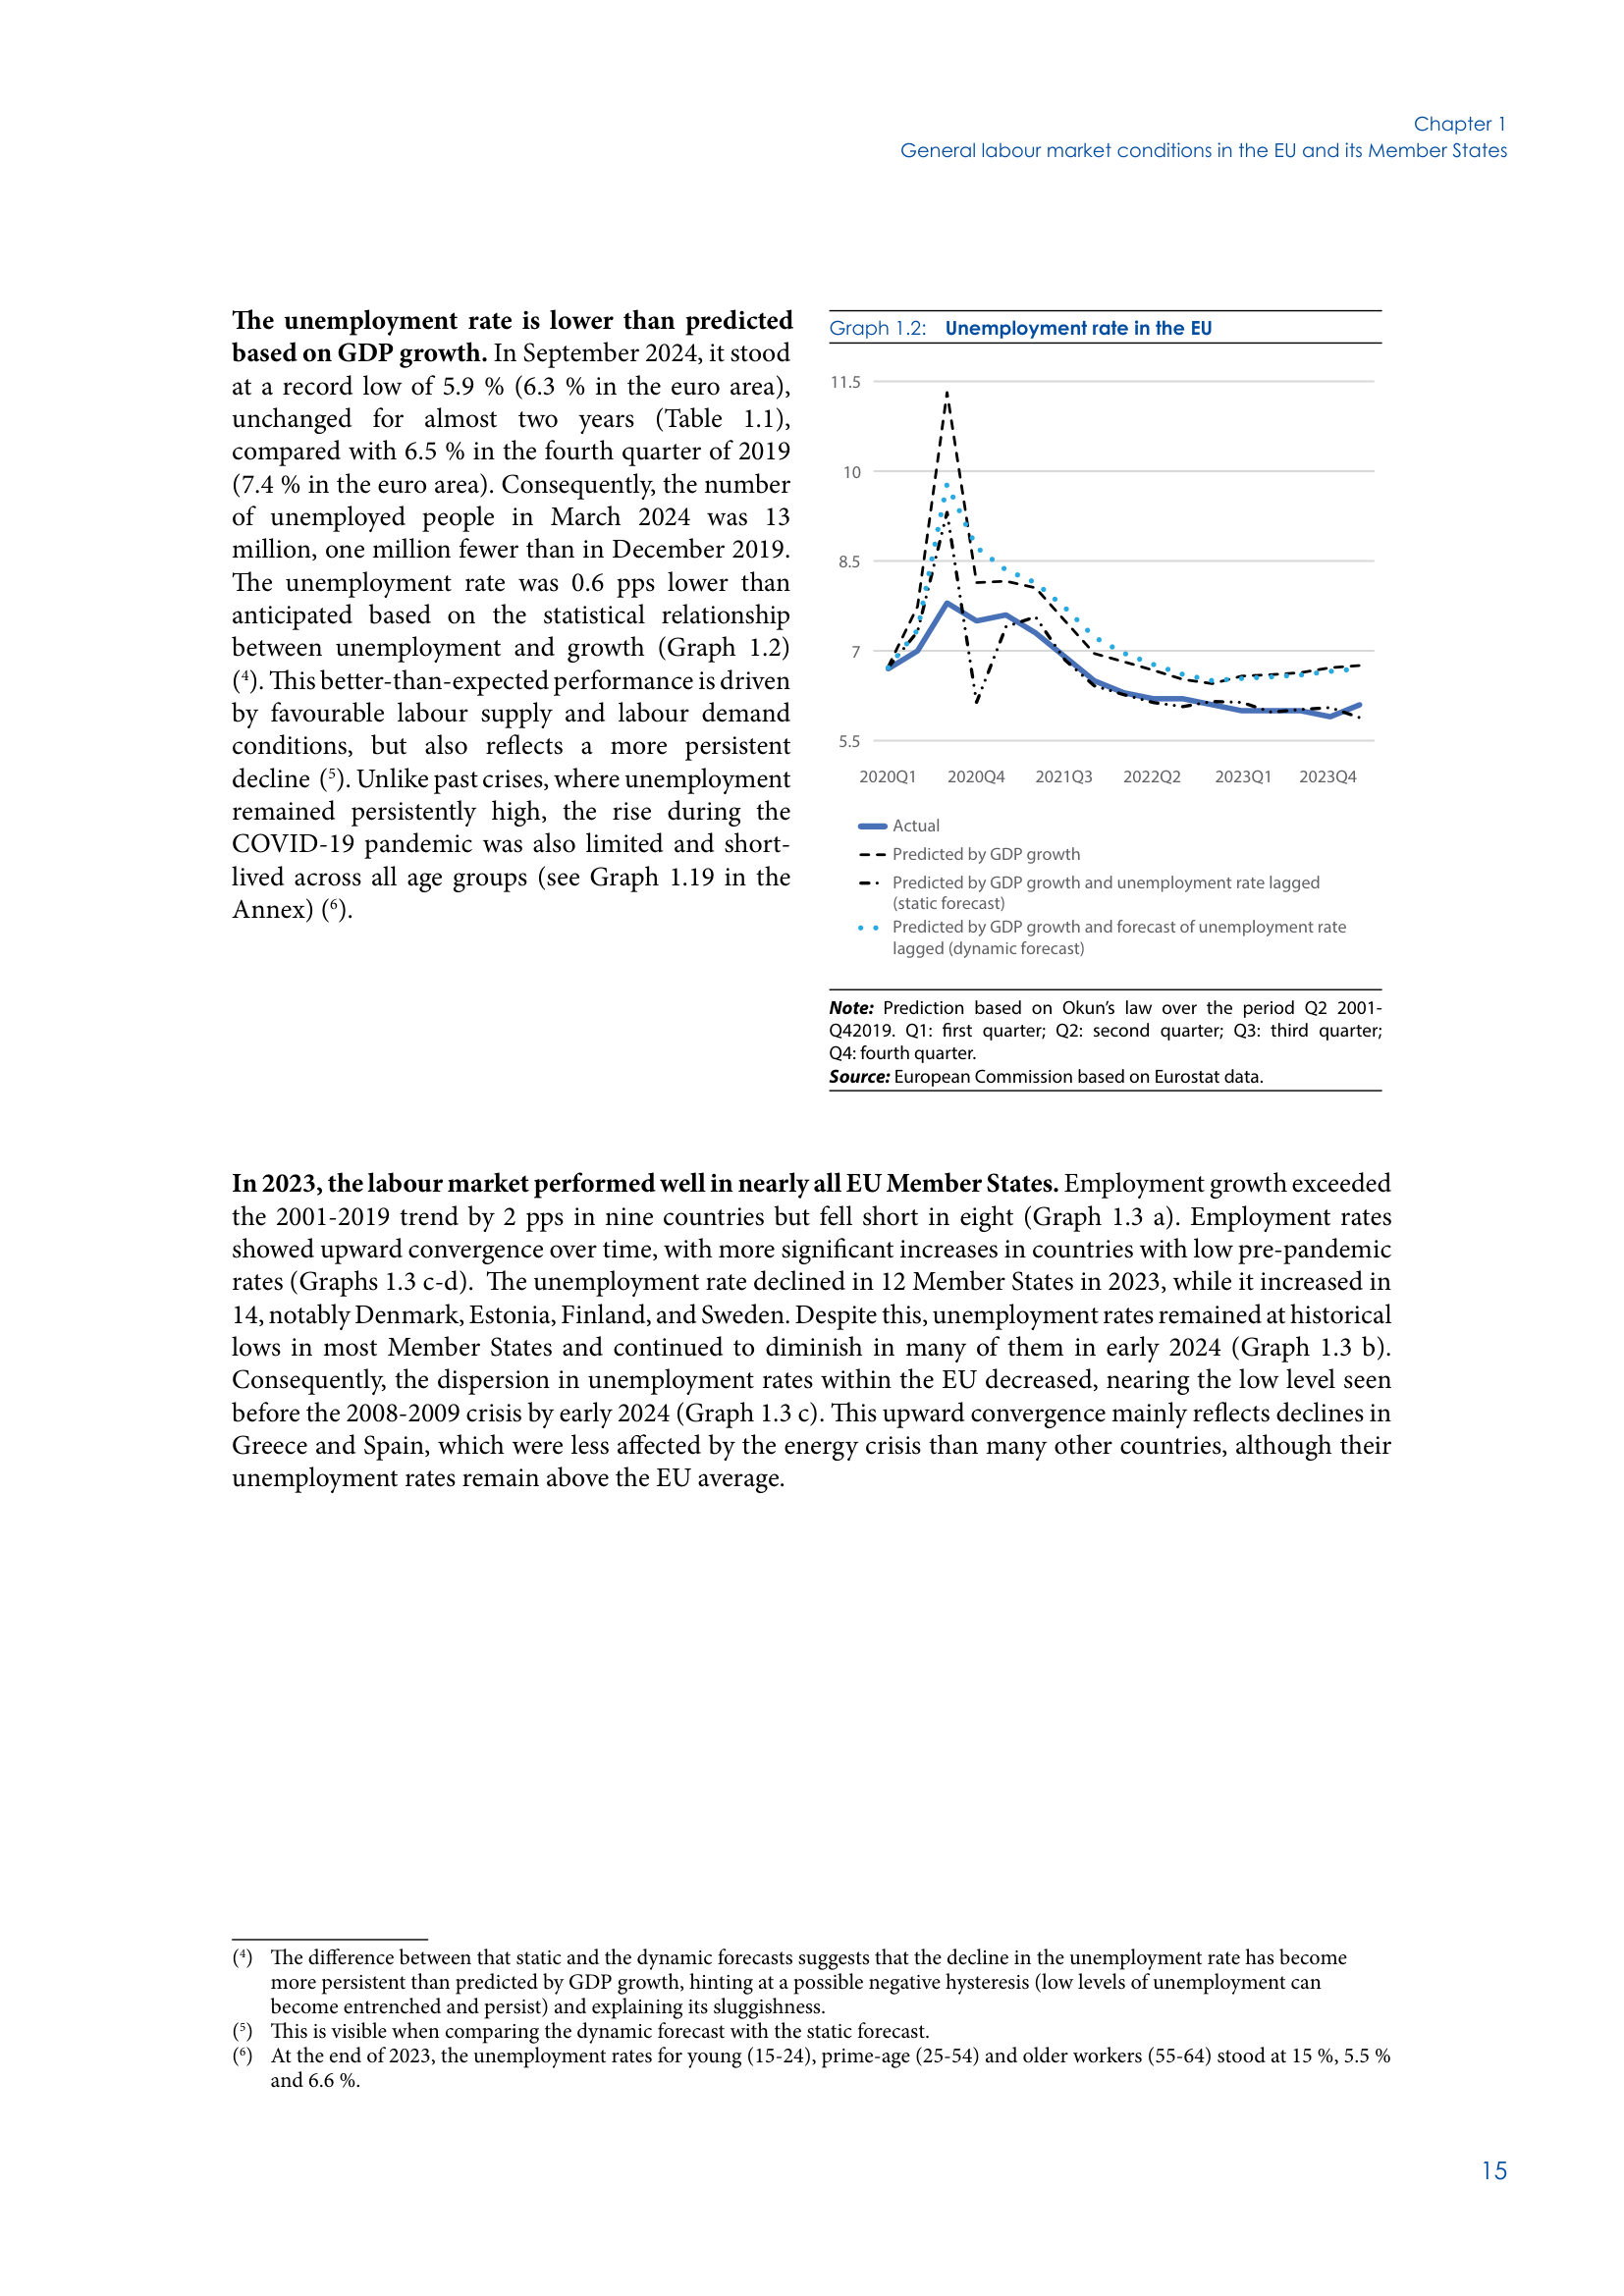 Chapter 1
General labour market conditions in the EU and its Member States
The unemployment rate is lower than predicted
based on GDP growth. In September 2024, it stood
at a record low of 5.9 % (6.3 % in the euro area),
unchanged for almost two years (Table 1.1),
compared with 6.5 % in the fourth quarter of 2019
(7.4 % in the euro area). Consequently, the number
of unemployed people in March 2024 was 13
million, one million fewer than in December 2019.
The unemployment rate was 0.6 pps lower than
anticipated based on the statistical relationship
between unemployment and growth (Graph 1.2)
(⁴). This better-than-expected performance is driven
by favourable labour supply and labour demand
conditions, but also reflects a more persistent
decline (⁵). Unlike past crises, where unemployment
remained persistently high, the rise during the
COVID-19 pandemic was also limited and short-
lived across all age groups (see Graph 1.19 in the
Annex) (⁶).
Graph 1.2: Unemployment rate in the EU
11.5
10
8.5
7
5.5
2020Q1 2020Q4 2021Q3 2022Q2 2023Q1 2023Q4
Actual
Predicted by GDP growth
Predicted by GDP growth and unemployment rate lagged
(static forecast)
Predicted by GDP growth and forecast of unemployment rate
lagged (dynamic forecast)
Note: Prediction based on Okun's law over the period Q2 2001-
Q42019. Q1: first quarter; Q2: second quarter; Q3: third quarter;
Q4: fourth quarter.
Source: European Commission based on Eurostat data.
In 2023, the labour market performed well in nearly all EU Member States. Employment growth exceeded
the 2001-2019 trend by 2 pps in nine countries but fell short in eight (Graph 1.3 a). Employment rates
showed upward convergence over time, with more significant increases in countries with low pre-pandemic
rates (Graphs 1.3 c-d). The unemployment rate declined in 12 Member States in 2023, while it increased in
14, notably Denmark, Estonia, Finland, and Sweden. Despite this, unemployment rates remained at historical
lows in most Member States and continued to diminish in many of them in early 2024 (Graph 1.3 b).
Consequently, the dispersion in unemployment rates within the EU decreased, nearing the low level seen
before the 2008-2009 crisis by early 2024 (Graph 1.3 c). This upward convergence mainly reflects declines in
Greece and Spain, which were less affected by the energy crisis than many other countries, although their
unemployment rates remain above the EU average.
(⁴) The difference between that static and the dynamic forecasts suggests that the decline in the unemployment rate has become
more persistent than predicted by GDP growth, hinting at a possible negative hysteresis (low levels of unemployment can
become entrenched and persist) and explaining its sluggishness.
(⁵) This is visible when comparing the dynamic forecast with the static forecast.
(⁶) At the end of 2023, the unemployment rates for young (15-24), prime-age (25-54) and older workers (55-64) stood at 15 %, 5.5 %
and 6.6 %.
15